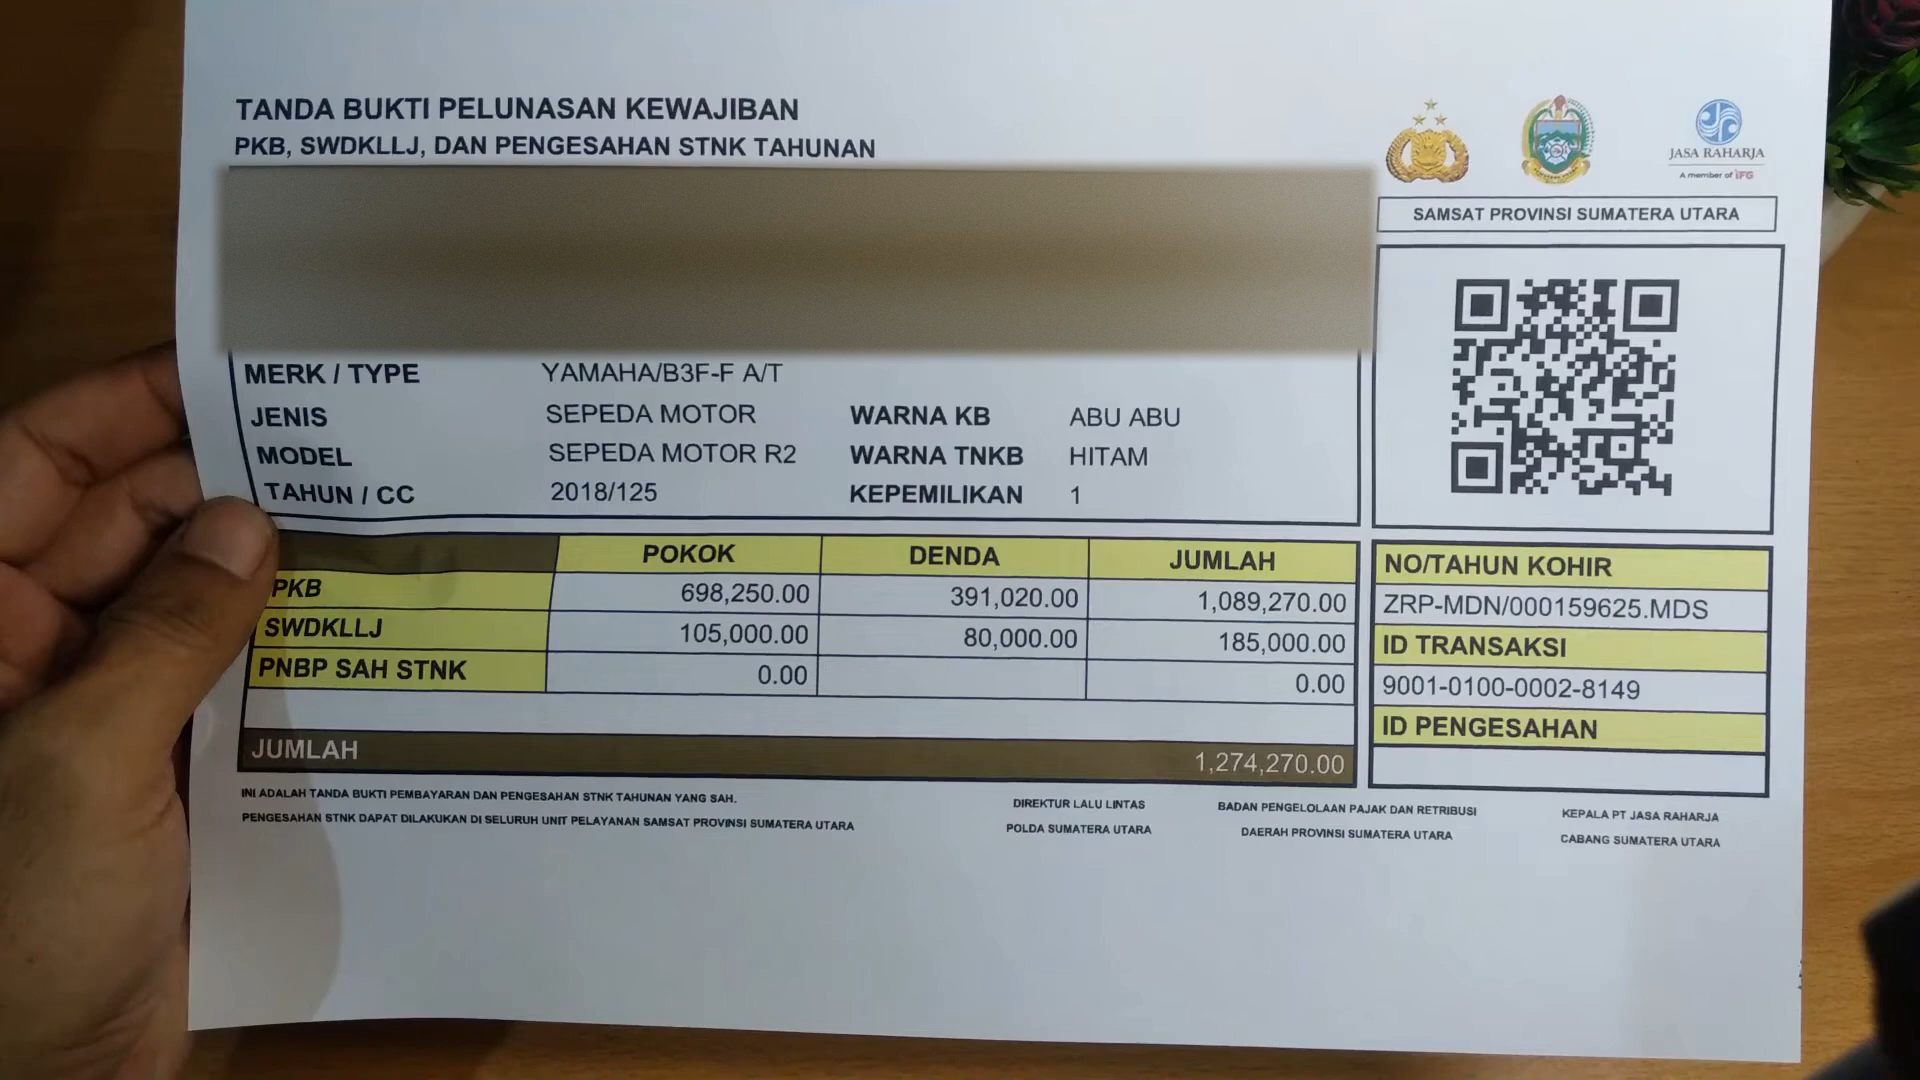 TANDA BUKTI PELUNASAN KEWAJIBAN
PKB, SWDKLLJ, DAN PENGESAHAN STNK TAHUNAN
JASA RAHARJA
A member of IFG
SAMSAT PROVINSI SUMATERA UTARA
MERK / TYPE YAMAHA/B3F-F A/T
JENIS SEPEDA MOTOR WARNA KB ABU ABU
MODEL SEPEDA MOTOR R2 WARNA TNKB HITAM
TAHUN / CC 2018/125 KEPEMILIKAN 1
POKOK DENDA JUMLAH
PKB 698,250.00 391,020.00 1,089,270.00
SWDKLLJ 105,000.00 80,000.00 185,000.00
PNBP SAH STNK 0.00 0.00
JUMLAH 1,274,270.00
NO/TAHUN KOHIR
ZRP-MDN/000159625.MDS
ID TRANSAKSI
9001-0100-0002-8149
ID PENGESAHAN
INI ADALAH TANDA BUKTI PEMBAYARAN DAN PENGESAHAN STNK TAHUNAN YANG SAH.
PENGESAHAN STNK DAPAT DILAKUKAN DI SELURUH UNIT PELAYANAN SAMSAT PROVINSI SUMATERA UTARA
DIREKTUR LALU LINTAS
POLDA SUMATERA UTARA
BADAN PENGELOLAAN PAJAK DAN RETRIBUSI
DAERAH PROVINSI SUMATERA UTARA
KEPALA PT JASA RAHARJA
CABANG SUMATERA UTARA